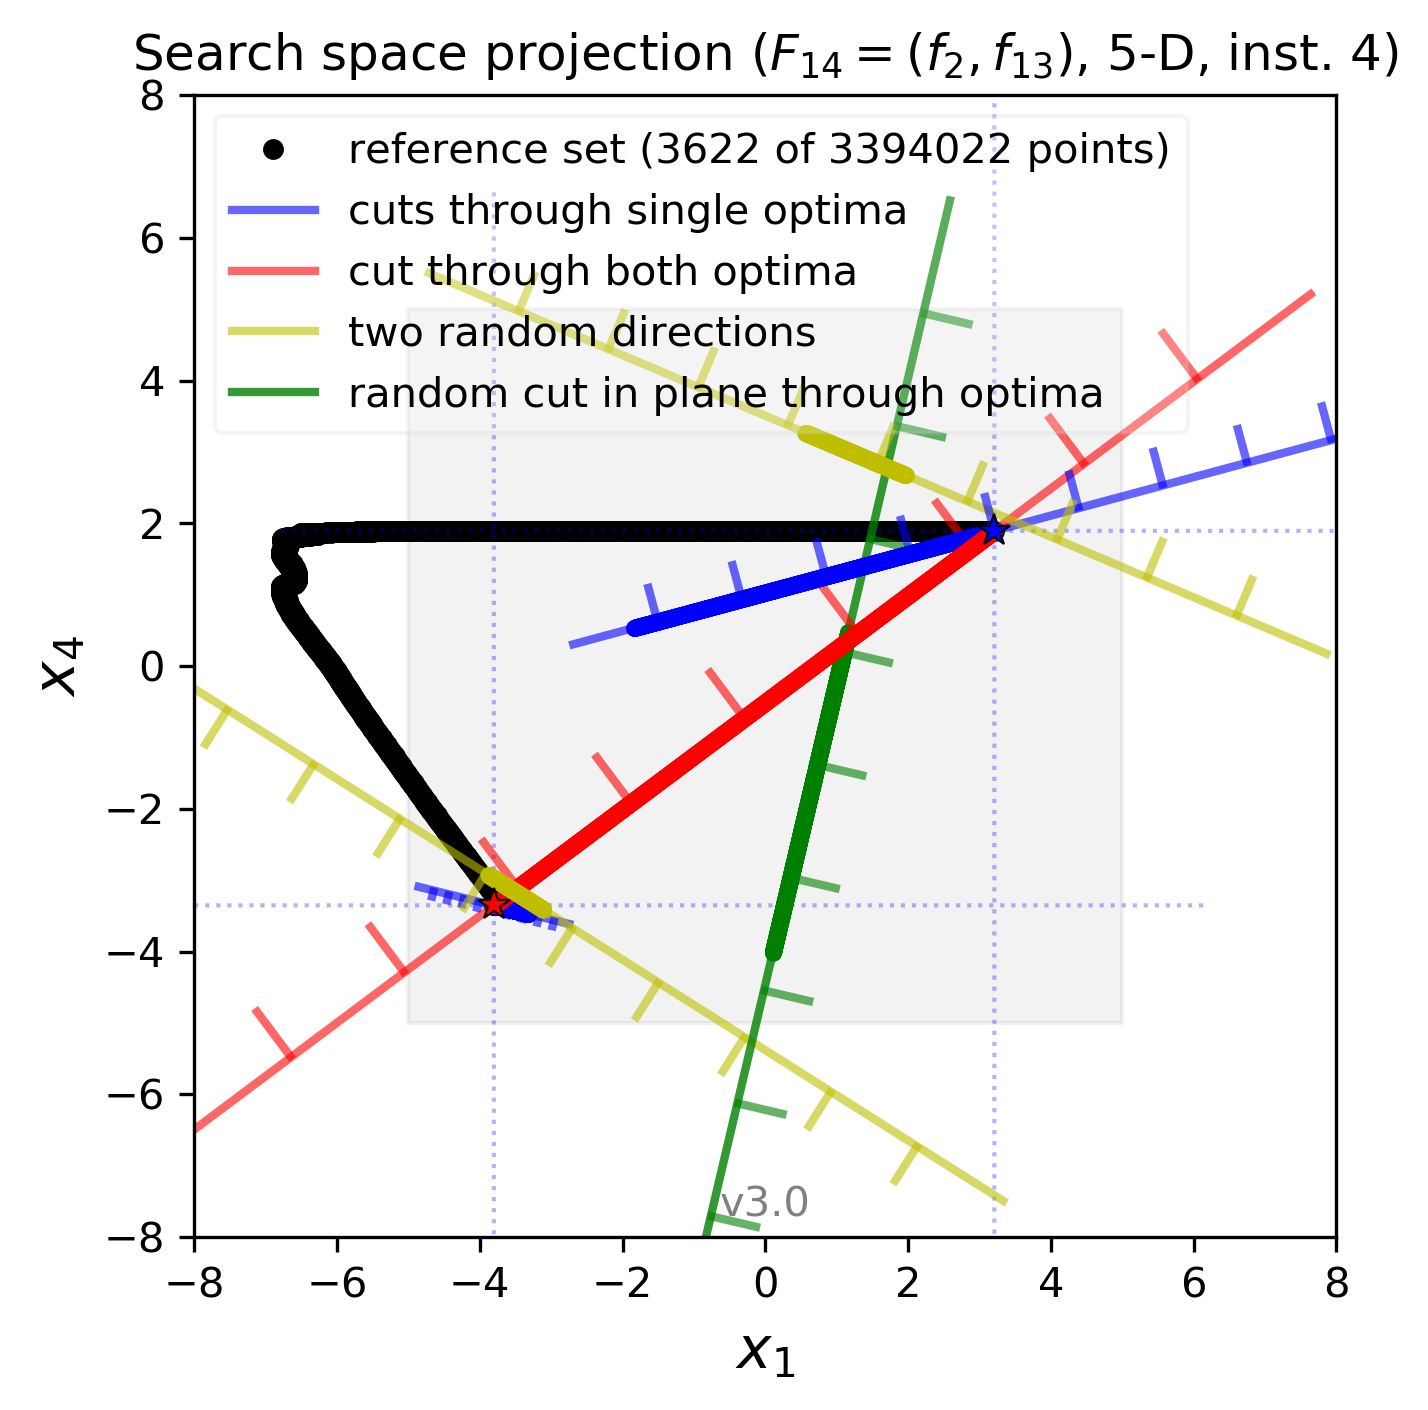 Search space projection (F₁₄ = (f₂, f₁₃), 5-D, inst. 4)
reference set (3622 of 3394022 points)
cuts through single optima
cut through both optima
two random directions
random cut in plane through optima
8
6
4
2
0
−2
−4
−6
−8
x₄
v3.0
−8 −6 −4 −2 0 2 4 6 8
x₁